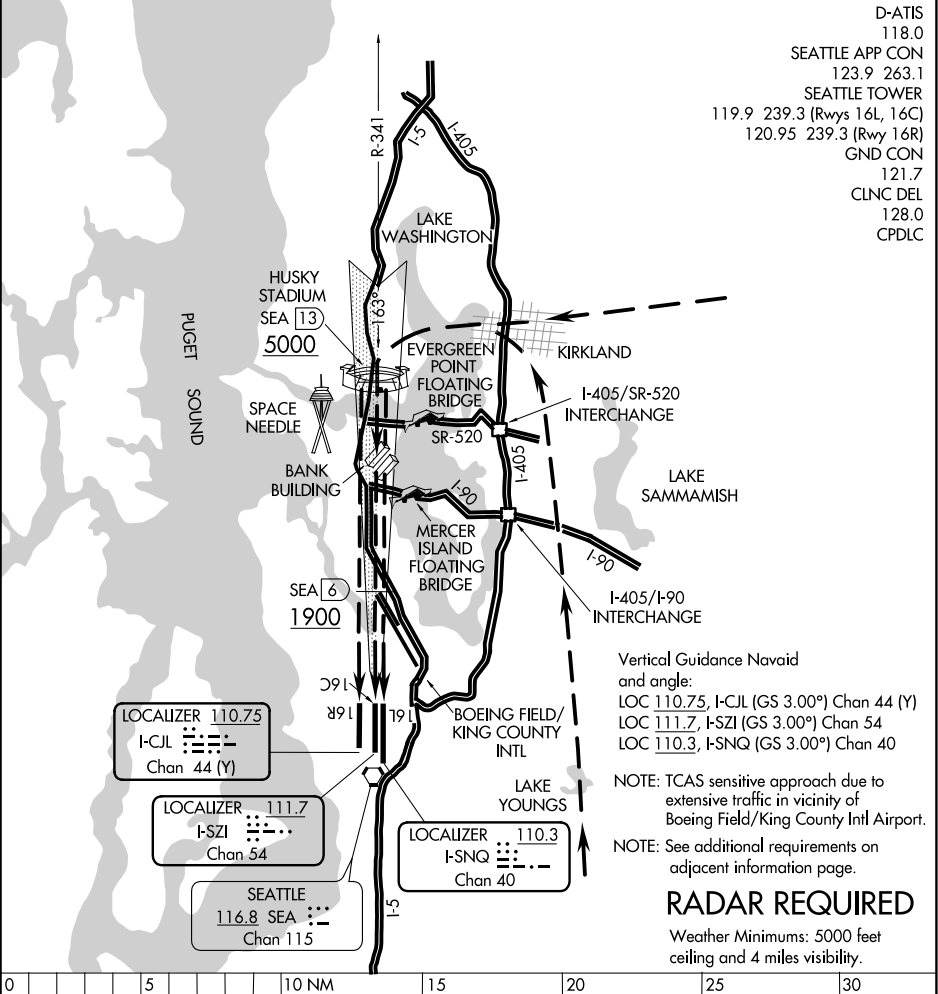 D-ATIS
118.0
SEATTLE APP CON
123.9 263.1
SEATTLE TOWER
119.9 239.3 (Rwys 16L, 16C)
120.95 239.3 (Rwy 16R)
GND CON
121.7
CLNC DEL
128.0
CPDLC
R-341
I-5
I-405
LAKE
WASHINGTON
HUSKY
STADIUM
SEA 13
5000
163°
PUGET
SOUND
EVERGREEN
POINT
FLOATING
BRIDGE
KIRKLAND
SPACE
NEEDLE
I-405/SR-520
INTERCHANGE
SR-520
I-405
BANK
BUILDING
I-90
LAKE
SAMMAMISH
MERCER
ISLAND
FLOATING
BRIDGE
I-90
SEA 6
1900
I-405/I-90
INTERCHANGE
Vertical Guidance Navaid
and angle:
LOC 110.75, I-CJL (GS 3.00°) Chan 44 (Y)
LOC 111.7, I-SZI (GS 3.00°) Chan 54
LOC 110.3, I-SNQ (GS 3.00°) Chan 40
16C
16R
16L
BOEING FIELD/
KING COUNTY
INTL
LOCALIZER 110.75
I-CJL
Chan 44 (Y)
LAKE
YOUNGS
NOTE: TCAS sensitive approach due to
extensive traffic in vicinity of
Boeing Field/King County Intl Airport.
LOCALIZER 111.7
I-SZI
Chan 54
LOCALIZER 110.3
I-SNQ
Chan 40
NOTE: See additional requirements on
adjacent information page.
SEATTLE
116.8 SEA
Chan 115
I-5
RADAR REQUIRED
Weather Minimums: 5000 feet
ceiling and 4 miles visibility.
0 5 10 NM 15 20 25 30